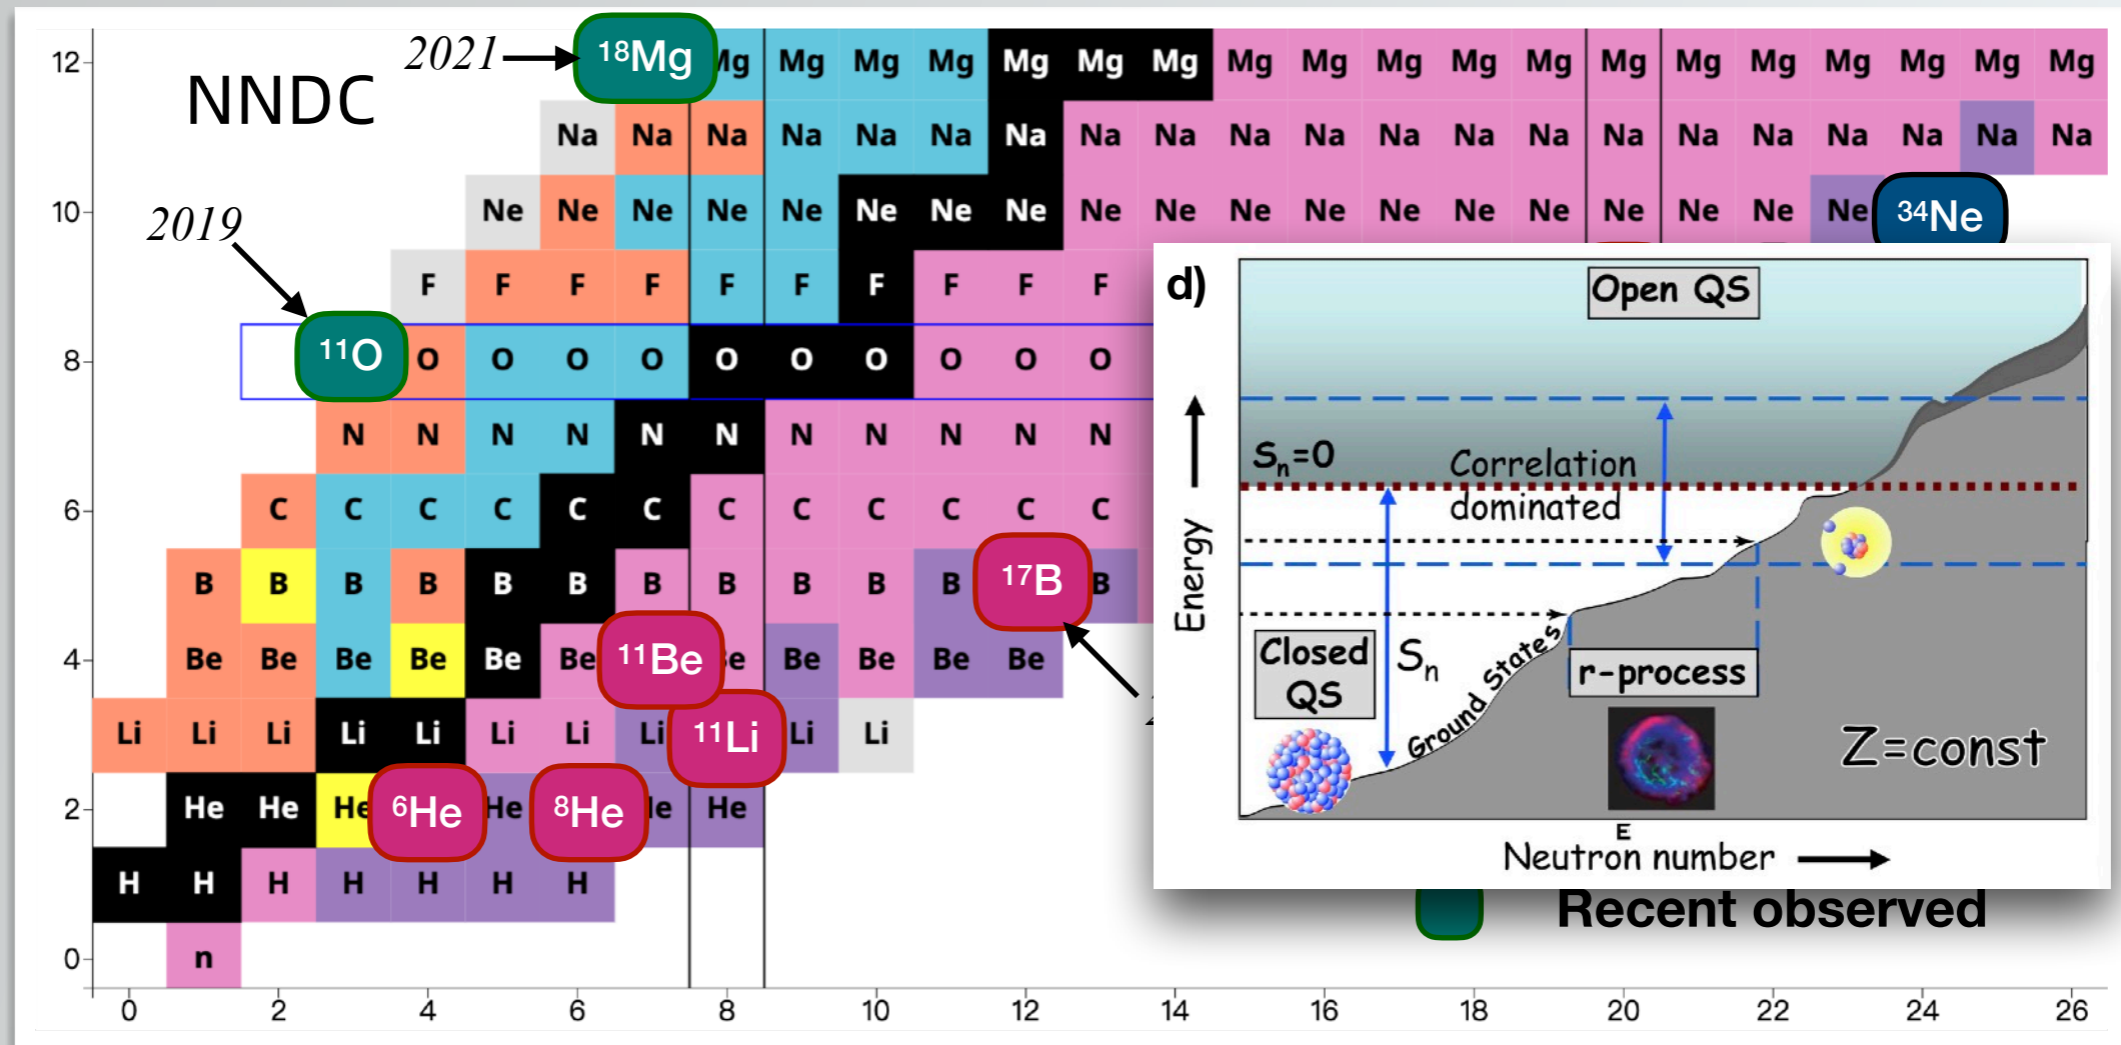 12
2021
18Mg
Mg Mg Mg Mg Mg Mg Mg Mg Mg Mg Mg Mg Mg Mg Mg Mg Mg Mg Mg
NNDC
Na Na Na Na Na Na Na Na Na Na Na Na Na Na Na Na Na Na Na Na Na
10
2019
Ne Ne Ne Ne Ne Ne Ne Ne Ne Ne Ne Ne Ne Ne Ne Ne Ne Ne Ne
34Ne
F F F F F F F F F F
8
11O
O O O O O O O O O O
N N N N N N N N N N N
6
C C C C C C C C C C C C
B B B B B B B B B B B
17B
B
4
Be Be Be Be Be Be
11Be
Be Be Be Be
Li Li Li Li Li Li Li Li
11Li
Li Li
2
He He He
6He
He
8He
He He
H H H H H H H
0
n
0 2 4 6 8 10 12 14 16 18 20 22 24 26
d)
Open QS
Sn=0
Correlation
dominated
Energy
Closed
QS
Sn
Ground States
r-process
Z=const
E
Neutron number
Recent observed